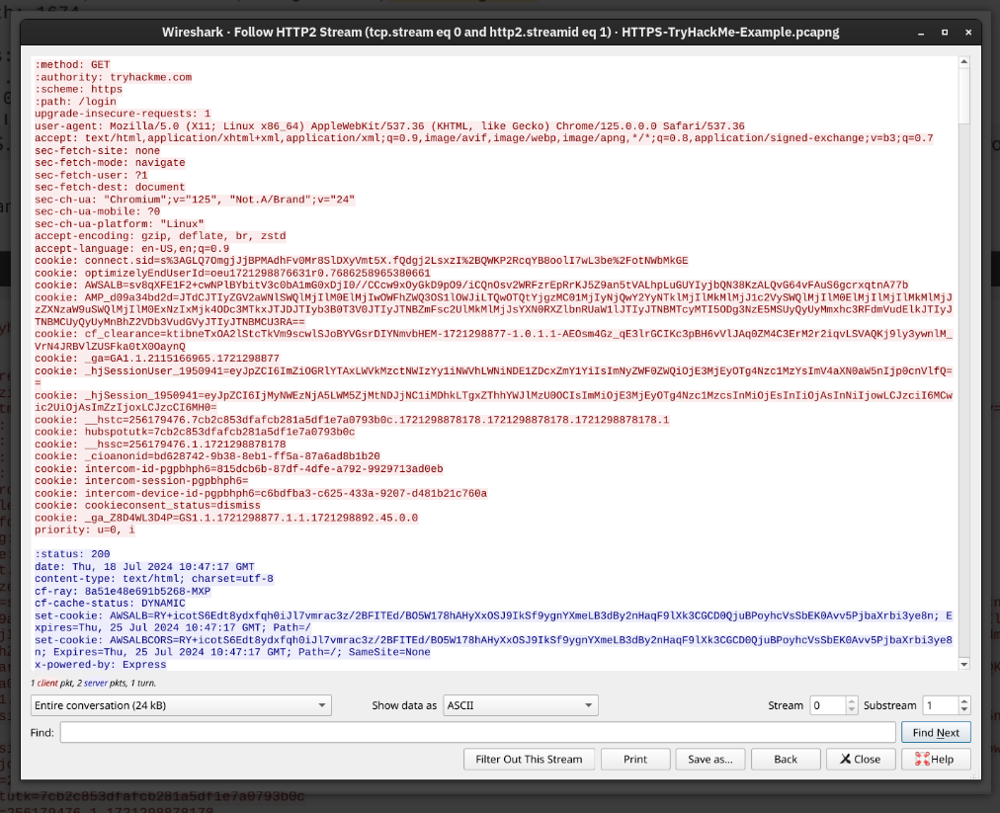 Wireshark · Follow HTTP2 Stream (tcp.stream eq 0 and http2.streamid eq 1) · HTTPS-TryHackMe-Example.pcapng
:method: GET
:authority: tryhackme.com
:scheme: https
:path: /login
upgrade-insecure-requests: 1
user-agent: Mozilla/5.0 (X11; Linux x86_64) AppleWebKit/537.36 (KHTML, like Gecko) Chrome/125.0.0.0 Safari/537.36
accept: text/html,application/xhtml+xml,application/xml;q=0.9,image/avif,image/webp,image/apng,*/*;q=0.8,application/signed-exchange;v=b3;q=0.7
sec-fetch-site: none
sec-fetch-mode: navigate
sec-fetch-user: ?1
sec-fetch-dest: document
sec-ch-ua: "Chromium";v="125", "Not.A/Brand";v="24"
sec-ch-ua-mobile: ?0
sec-ch-ua-platform: "Linux"
accept-encoding: gzip, deflate, br, zstd
accept-language: en-US,en;q=0.9
cookie: connect.sid=s%3AGLQ7OmgjJjBPMAdhFv0Mr8SlDXyVmt5X.fQdgj2LsxzI%2BQWKP2RcqYB8oolI7wL3be%2FotNWbMkGE
cookie: optimizelyEndUserId=oeu1721298876631r0.7686258965380661
cookie: AWSALB=sv8qXFE1F2+cwNPlBYbitV3c0bA1mG0xDjI0//CCcw9xOyGkD9pO9/iCQnOsv2WRFzrEpRrKJ5Z9an5tVALhpLuGUYIyjbQN38KzALQvG64vFAuS6gcrxqtnA77b
cookie: AMP_d09a34bd2d=JTdCJTIyZGV2aWNlSWQlMjIlM0ElMjIwOWFhZWQ3OS1lOWJiLTQwOTQtYjgzMC01MjIyNjQwY2YyNTklMjIlMkMlMjJ1c2VySWQlMjIlM0ElMjIlMjIlMkMlMjJ
zZXNzaW9uSWQlMjIlM0ExNzIxMjk4ODc3MTkxJTJDJTIyb3B0T3V0JTIyJTNBZmFsc2UlMkMlMjJsYXN0RXZlbnRUaW1lJTIyJTNBMTcyMTI5ODg3NzE5MSUyQyUyMmxhc3RFdmVudElkJTIyJ
TNBMCUyQyUyMnBhZ2VDb3VudGVyJTIyJTNBMCU3RA==
cookie: cf_clearance=ktibneTxOA2lStcTkVm9scwlSJoBYVGsrDIYNmvbHEM-1721298877-1.0.1.1-AEOsm4Gz_qE3lrGCIKc3pBH6vVlJAq0ZM4C3ErM2r2iqvLSVAQKj9ly3ywnlM_
VrN4JRBVlZUSFka0tX0OaynQ
cookie: _ga=GA1.1.2115166965.1721298877
cookie: _hjSessionUser_1950941=eyJpZCI6ImZiOGRlYTAxLWVkMzctNWIzYy1iNWVhLWNiNDE1ZDcxZmY1YiIsImNyZWF0ZWQiOjE3MjEyOTg4Nzc1MzYsImV4aXN0aW5nIjp0cnVlfQ=
=
cookie: _hjSession_1950941=eyJpZCI6IjMyNWEzNjA5LWM5ZjMtNDJjNC1iMDhkLTgxZThhYWJlMzU0OCIsImMiOjE3MjEyOTg4Nzc1MzcsInMiOjEsInIiOjAsInNiIjowLCJzciI6MCw
ic2UiOjAsImZzIjoxLCJzcCI6MH0=
cookie: __hstc=256179476.7cb2c853dfafcb281a5df1e7a0793b0c.1721298878178.1721298878178.1721298878178.1
cookie: hubspotutk=7cb2c853dfafcb281a5df1e7a0793b0c
cookie: __hssc=256179476.1.1721298878178
cookie: _cioanonid=bd628742-9b38-8eb1-ff5a-87a6ad8b1b20
cookie: intercom-id-pgpbhph6=815dcb6b-87df-4dfe-a792-9929713ad0eb
cookie: intercom-session-pgpbhph6=
cookie: intercom-device-id-pgpbhph6=c6bdfba3-c625-433a-9207-d481b21c760a
cookie: cookieconsent_status=dismiss
cookie: _ga_Z8D4WL3D4P=GS1.1.1721298877.1.1.1721298892.45.0.0
priority: u=0, i
:status: 200
date: Thu, 18 Jul 2024 10:47:17 GMT
content-type: text/html; charset=utf-8
cf-ray: 8a51e48e691b5268-MXP
cf-cache-status: DYNAMIC
set-cookie: AWSALB=RY+icotS6Edt8ydxfqh0iJl7vmrac3z/2BFITEd/BO5W178hAHyXxOSJ9IkSf9ygnYXmeLB3dBy2nHaqF9lXk3CGCD0QjuBPoyhcVsSbEK0Avv5PjbaXrbi3ye8n; E
xpires=Thu, 25 Jul 2024 10:47:17 GMT; Path=/
set-cookie: AWSALBCORS=RY+icotS6Edt8ydxfqh0iJl7vmrac3z/2BFITEd/BO5W178hAHyXxOSJ9IkSf9ygnYXmeLB3dBy2nHaqF9lXk3CGCD0QjuBPoyhcVsSbEK0Avv5PjbaXrbi3ye8
n; Expires=Thu, 25 Jul 2024 10:47:17 GMT; Path=/; SameSite=None
x-powered-by: Express
1 client pkt, 2 server pkts, 1 turn.
Entire conversation (24 kB) Show data as ASCII Stream 0 Substream 1
Find: Find Next
Filter Out This Stream Print Save as… Back Close Help
tutk=7cb2c853dfafcb281a5df1e7a0793b0c